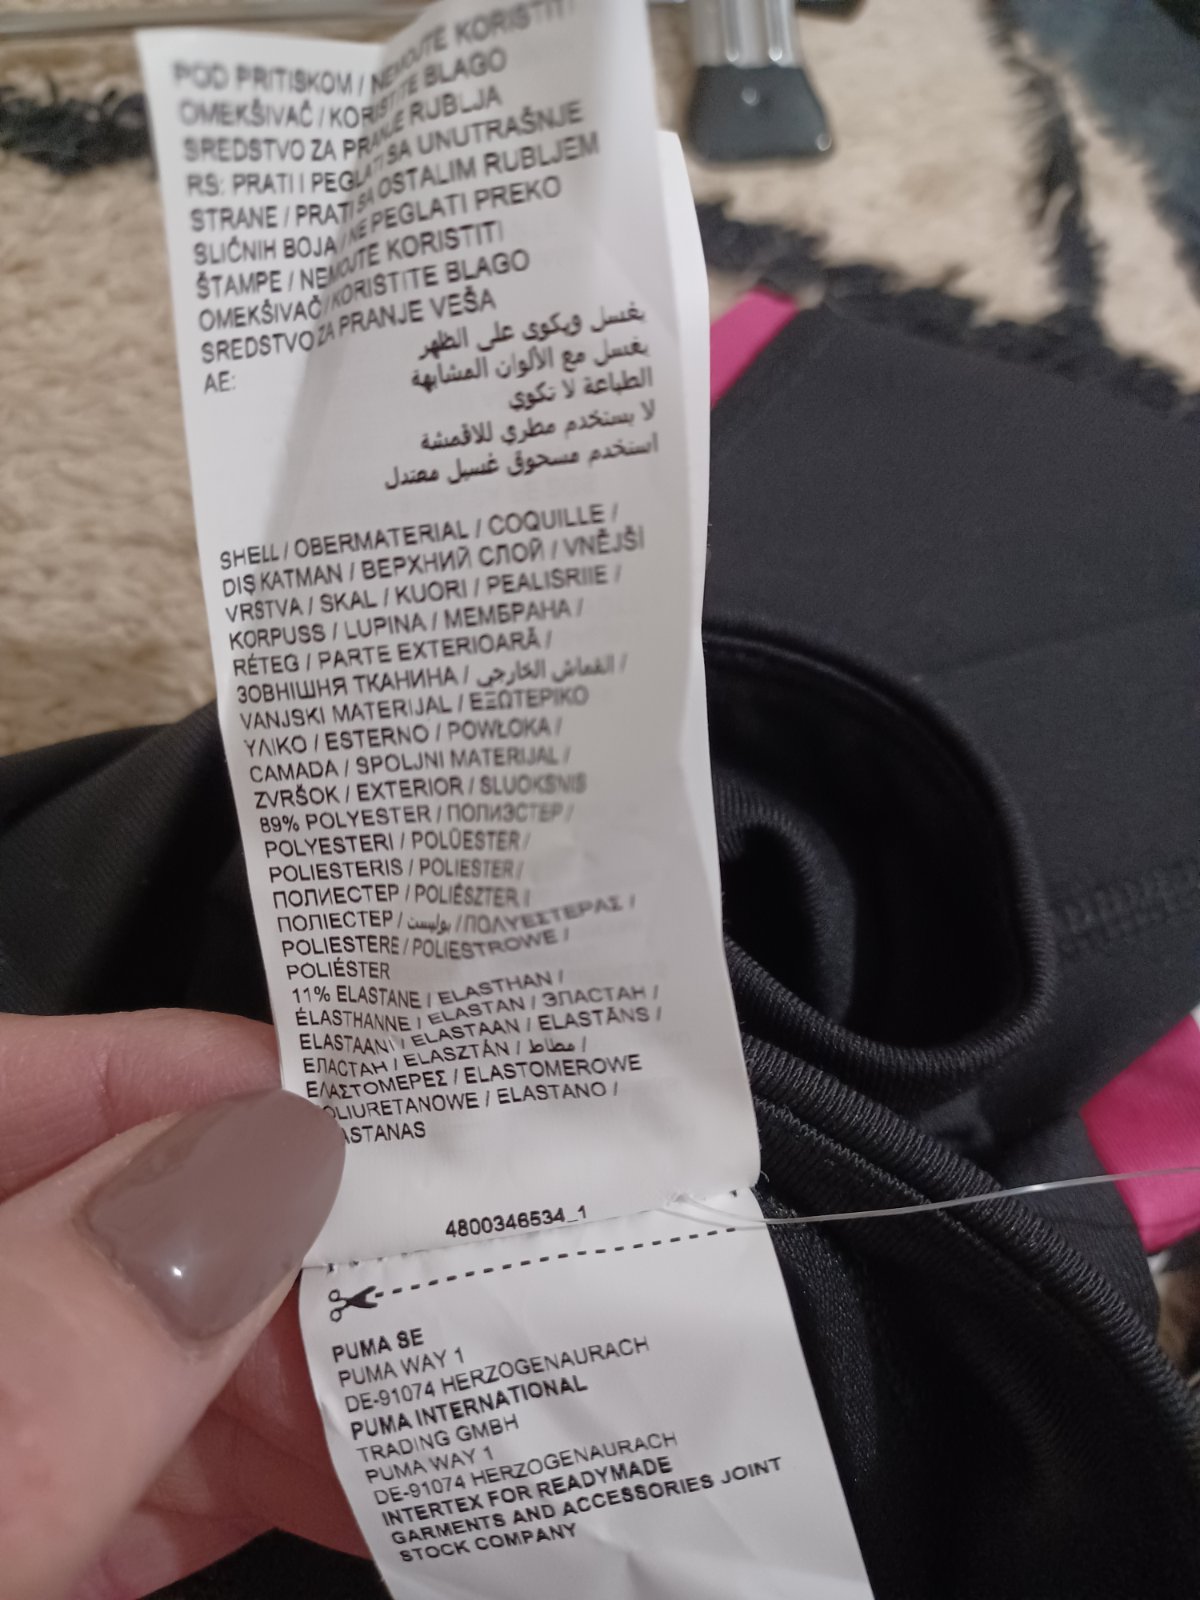 POD PRITISKOM / NEMOJTE KORISTITI
OMEKŠIVAČ / KORISTITE BLAGO
SREDSTVO ZA PRANJE RUBLJA
RS: PRATI I PEGLATI SA UNUTRAŠNJE
STRANE / PRATI SA OSTALIM RUBLJEM
SLIČNIH BOJA / NE PEGLATI PREKO
ŠTAMPE / NEMOJTE KORISTITI
OMEKŠIVAČ/KORISTITE BLAGO
SREDSTVO ZA PRANJE VEŠA
AE:
يغسل ويكوى على الظهر
يغسل مع الألوان المشابهة
الطباعة لا تكوي
لا يستخدم مطري للاقمشة
استخدم مسحوق غسيل معتدل
SHELL / OBERMATERIAL / COQUILLE /
DIŞ KATMAN / ВЕРХНИЙ СЛОЙ / VNĚJŠÍ
VRSTVA / SKAL / KUORI / PEALISRIIE /
KORPUSS / LUPINA / МЕМБРАНА /
RÉTEG / PARTE EXTERIOARĂ /
ЗОВНІШНЯ ТКАНИНА / القماش الخارجي /
VANJSKI MATERIJAL / ΕΞΩΤΕΡΙΚΟ
ΥΛΙΚΟ / ESTERNO / POWŁOKA /
CAMADA / SPOLJNI MATERIJAL /
ZVRŠOK / EXTERIOR / SLUOKSNIS
89% POLYESTER / ПОЛИЭСТЕР /
POLYESTERI / POLÜESTER /
POLIESTERIS / POLIESTER /
ПОЛИЕСТЕР / POLIÉSZTER /
ПОЛІЕСТЕР / بوليست / ΠΟΛΥΕΣΤΕΡΑΣ /
POLIESTERE / POLIESTROWE /
POLIÉSTER
11% ELASTANE / ELASTHAN /
ÉLASTHANNE / ELASTAN / ЭЛАСТАН /
ELASTAANI / ELASTAAN / ELASTĀNS /
ЕЛАСТАН / ELASZTÁN / مطاط /
ΕΛΑΣΤΟΜΕΡΕΣ / ELASTOMEROWE
OLIURETANOWE / ELASTANO /
ASTANAS
4800346534_1
PUMA SE
PUMA WAY 1
DE-91074 HERZOGENAURACH
PUMA INTERNATIONAL
TRADING GMBH
PUMA WAY 1
DE-91074 HERZOGENAURACH
INTERTEX FOR READYMADE
GARMENTS AND ACCESSORIES JOINT
STOCK COMPANY